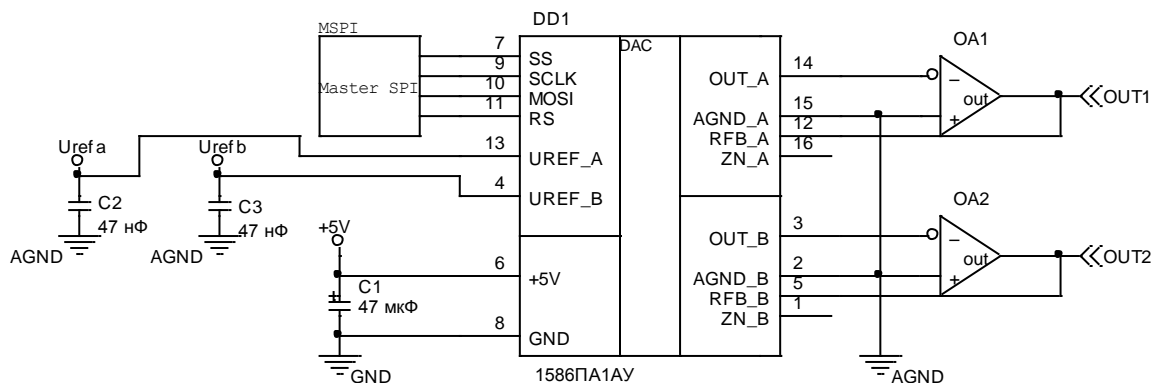 DD1
MSPI
Master SPI
DAC
OA1
7
SS
9
SCLK
10
MOSI
11
RS
13
UREF_A
4
UREF_B
6
+5V
8
GND
14
OUT_A
15
AGND_A
12
RFB_A
16
ZN_A
3
OUT_B
2
AGND_B
5
RFB_B
1
ZN_B
−
out
+
OUT1
OA2
−
out
+
OUT2
Urefa
C2
47 нФ
AGND
Urefb
C3
47 нФ
AGND
+5V
+
C1
47 мкФ
GND
1586ПА1АУ
AGND